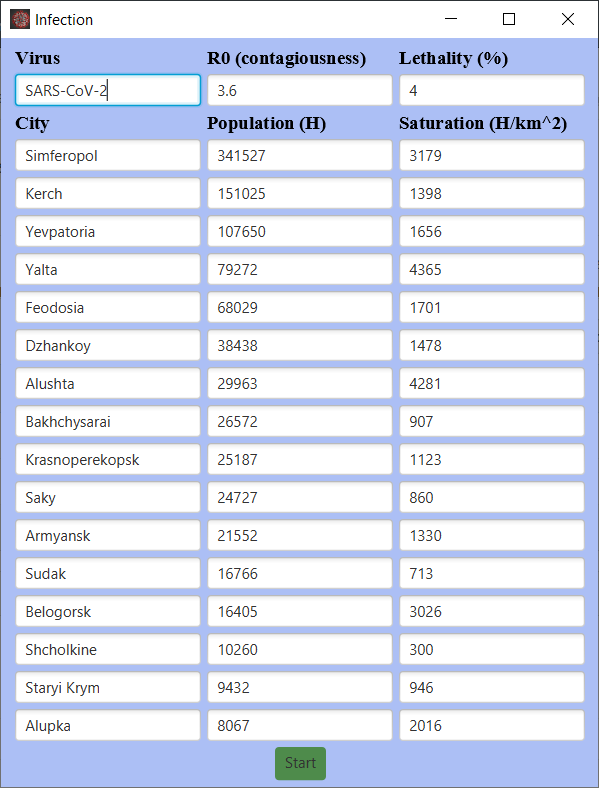 Infection
Virus R0 (contagiousness) Lethality (%)
SARS-CoV-2 3.6 4
City Population (H) Saturation (H/km^2)
Simferopol 341527 3179
Kerch 151025 1398
Yevpatoria 107650 1656
Yalta 79272 4365
Feodosia 68029 1701
Dzhankoy 38438 1478
Alushta 29963 4281
Bakhchysarai 26572 907
Krasnoperekopsk 25187 1123
Saky 24727 860
Armyansk 21552 1330
Sudak 16766 713
Belogorsk 16405 3026
Shcholkine 10260 300
Staryi Krym 9432 946
Alupka 8067 2016
Start